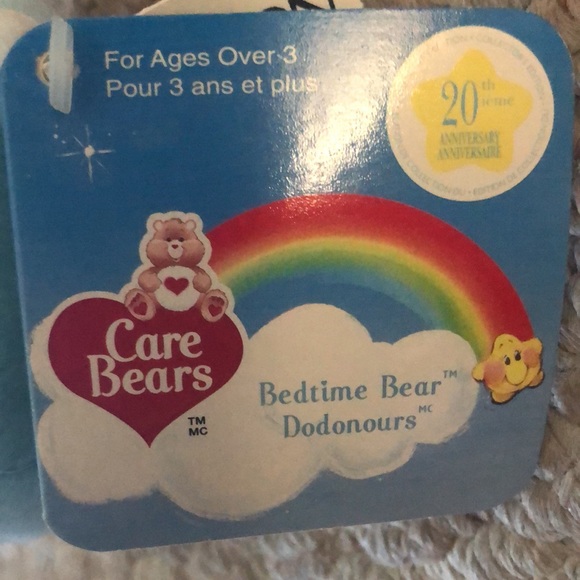 For Ages Over 3
Pour 3 ans et plus
20th
ième
ANNIVERSARY
ANNIVERSAIRE
Care
Bears
TM
MC
Bedtime Bear™
Dodonours MC